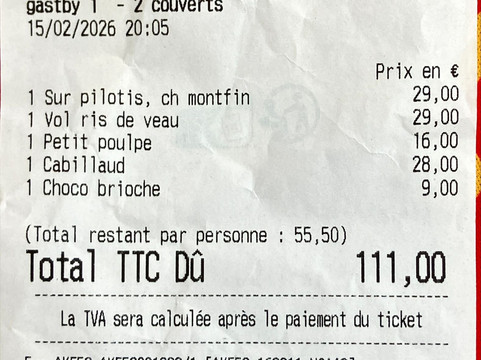 gastby 1 - 2 couverts
15/02/2026 20:05
Prix en €
1 Sur pilotis, ch montfin 29,00
1 Vol ris de veau 29,00
1 Petit poulpe 16,00
1 Cabillaud 28,00
1 Choco brioche 9,00
(Total restant par personne : 55,50)
Total TTC Dû 111,00
La TVA sera calculée après le paiement du ticket